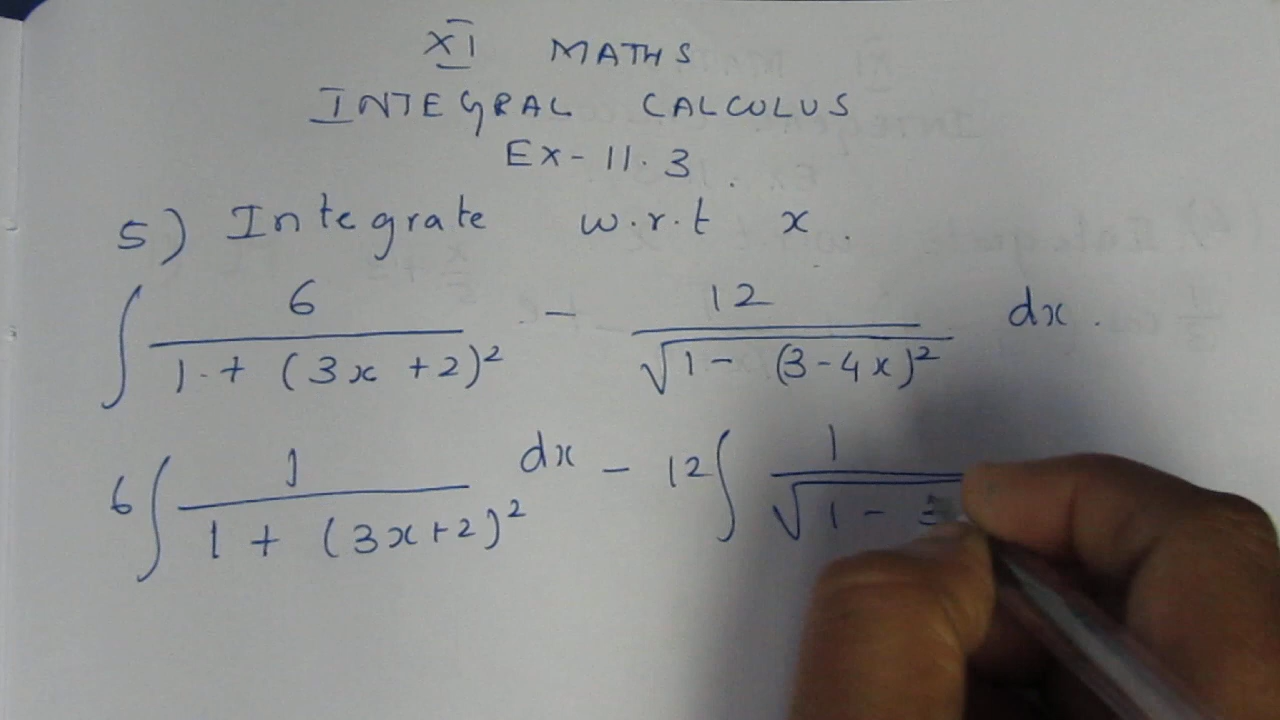 XI MATHS
INTEGRAL CALCULUS
Ex-11.3
5) Integrate w.r.t x.
∫ 6 / (1 + (3x+2)²) - 12 / √(1 - (3-4x)²) dx.
6 ∫ 1 / (1 + (3x+2)²) dx - 12 ∫ 1 / √(1 -